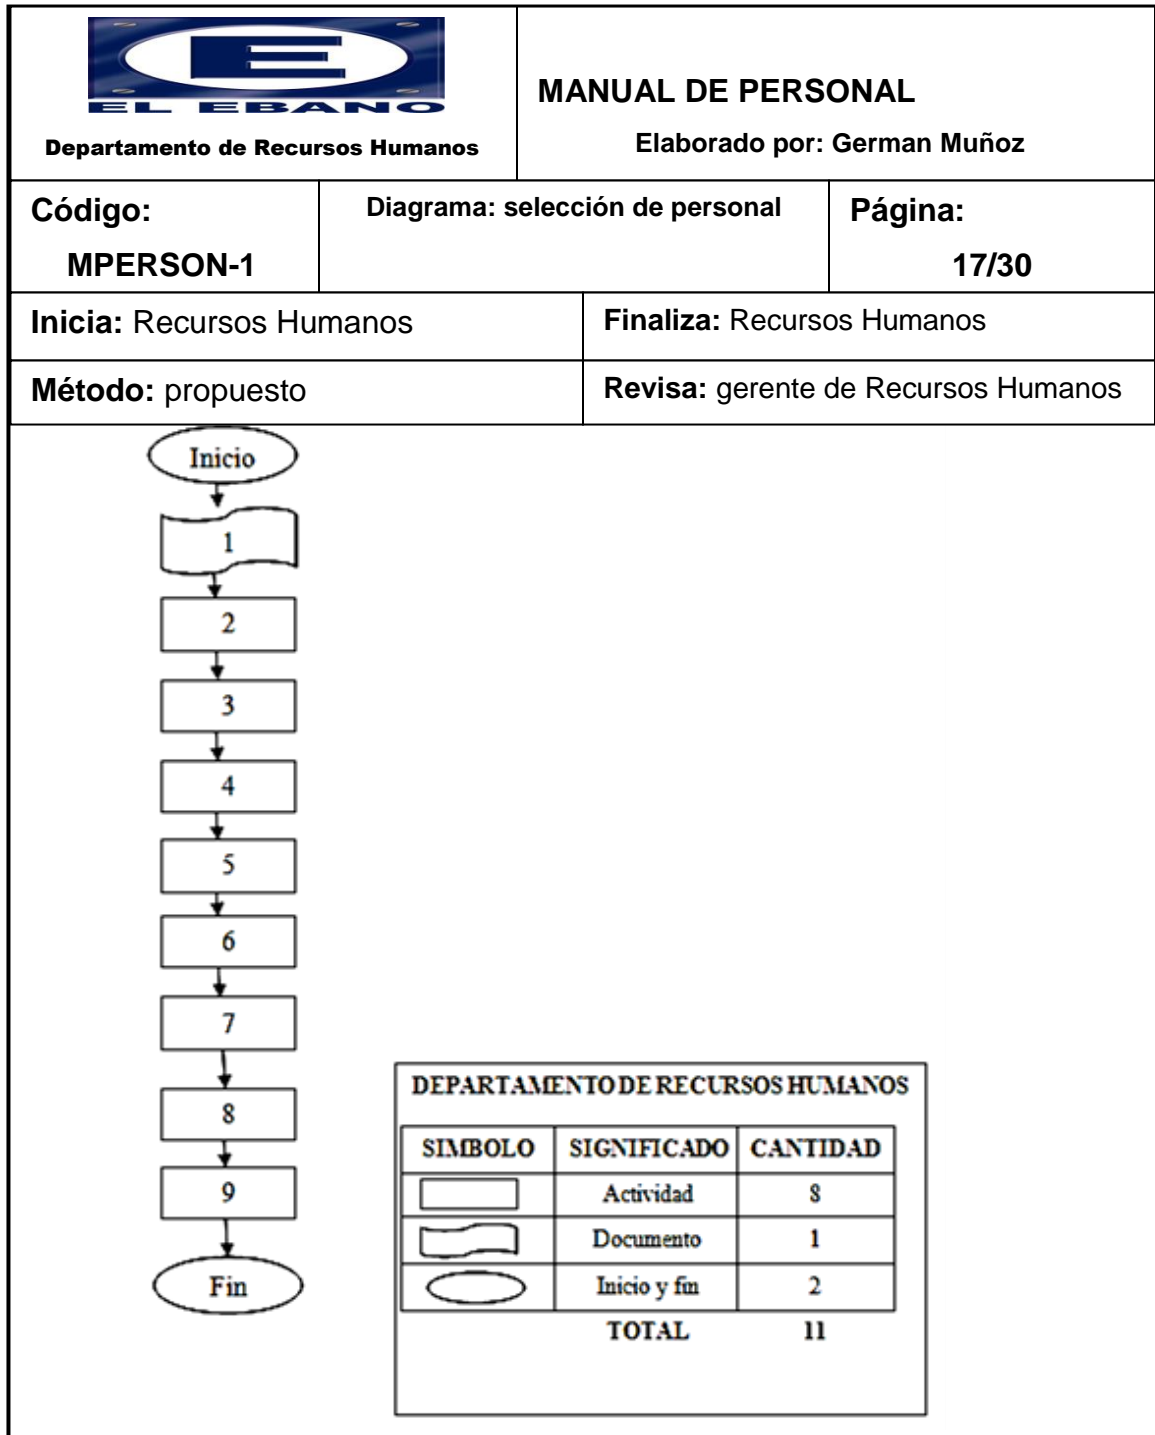 E
EL EBANO
Departamento de Recursos Humanos
MANUAL DE PERSONAL
Elaborado por: German Muñoz
Código:
MPERSON-1
Diagrama: selección de personal
Página:
17/30
Inicia: Recursos Humanos
Finaliza: Recursos Humanos
Método: propuesto
Revisa: gerente de Recursos Humanos
Inicio
1
2
3
4
5
6
7
8
9
Fin
DEPARTAMENTO DE RECURSOS HUMANOS
SIMBOLO SIGNIFICADO CANTIDAD
Actividad 8
Documento 1
Inicio y fin 2
TOTAL 11